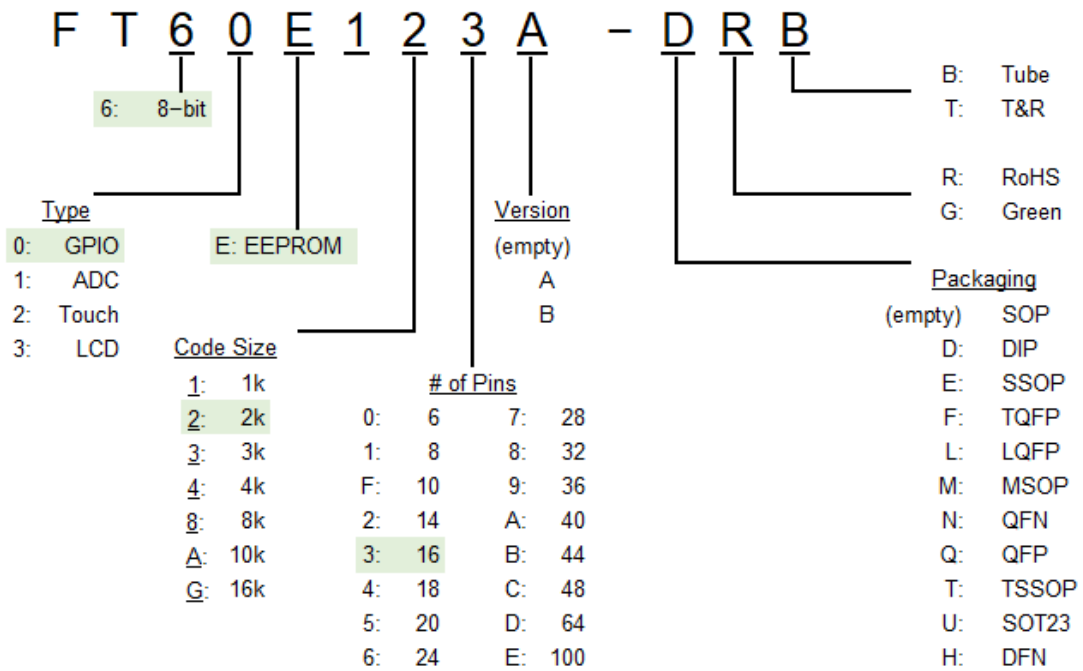 F T 6 0 E 1 2 3 A - D R B
6: 8-bit
B: Tube
T: T&R
R: RoHS
G: Green
Type
0: GPIO
1: ADC
2: Touch
3: LCD
E: EEPROM
Version
(empty)
A
B
Code Size
1: 1k
2: 2k
3: 3k
4: 4k
8: 8k
A: 10k
G: 16k
# of Pins
0: 6 7: 28
1: 8 8: 32
F: 10 9: 36
2: 14 A: 40
3: 16 B: 44
4: 18 C: 48
5: 20 D: 64
6: 24 E: 100
Packaging
(empty) SOP
D: DIP
E: SSOP
F: TQFP
L: LQFP
M: MSOP
N: QFN
Q: QFP
T: TSSOP
U: SOT23
H: DFN